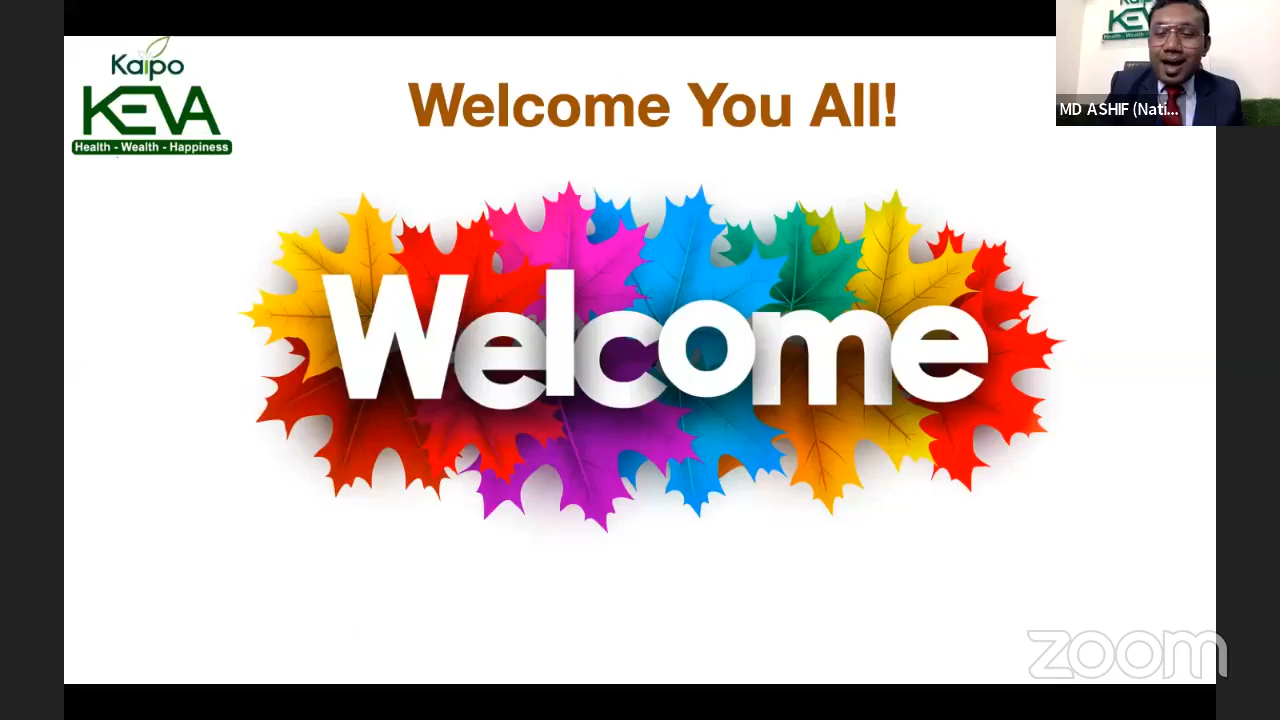 Kaipo
KEVA
Health - Wealth - Happiness
Welcome You All!
Welcome
MD ASHIF (Nati...
zoom